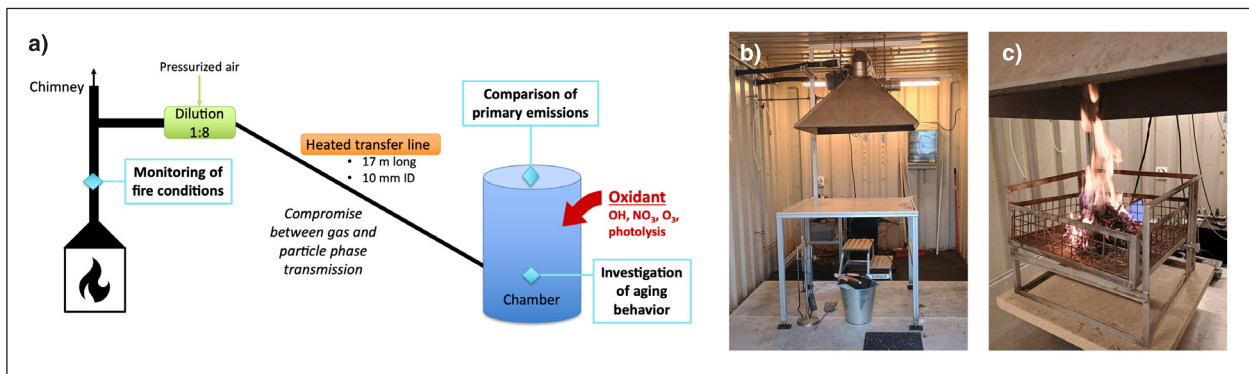 a)
Pressurized air
Chimney
Dilution
1:8
Monitoring of
fire conditions
Heated transfer line
• 17 m long
• 10 mm ID
Compromise
between gas and
particle phase
transmission
Comparison of
primary emissions
Oxidant
OH, NO₃, O₃,
photolysis
Chamber
Investigation
of aging
behavior
b)
c)